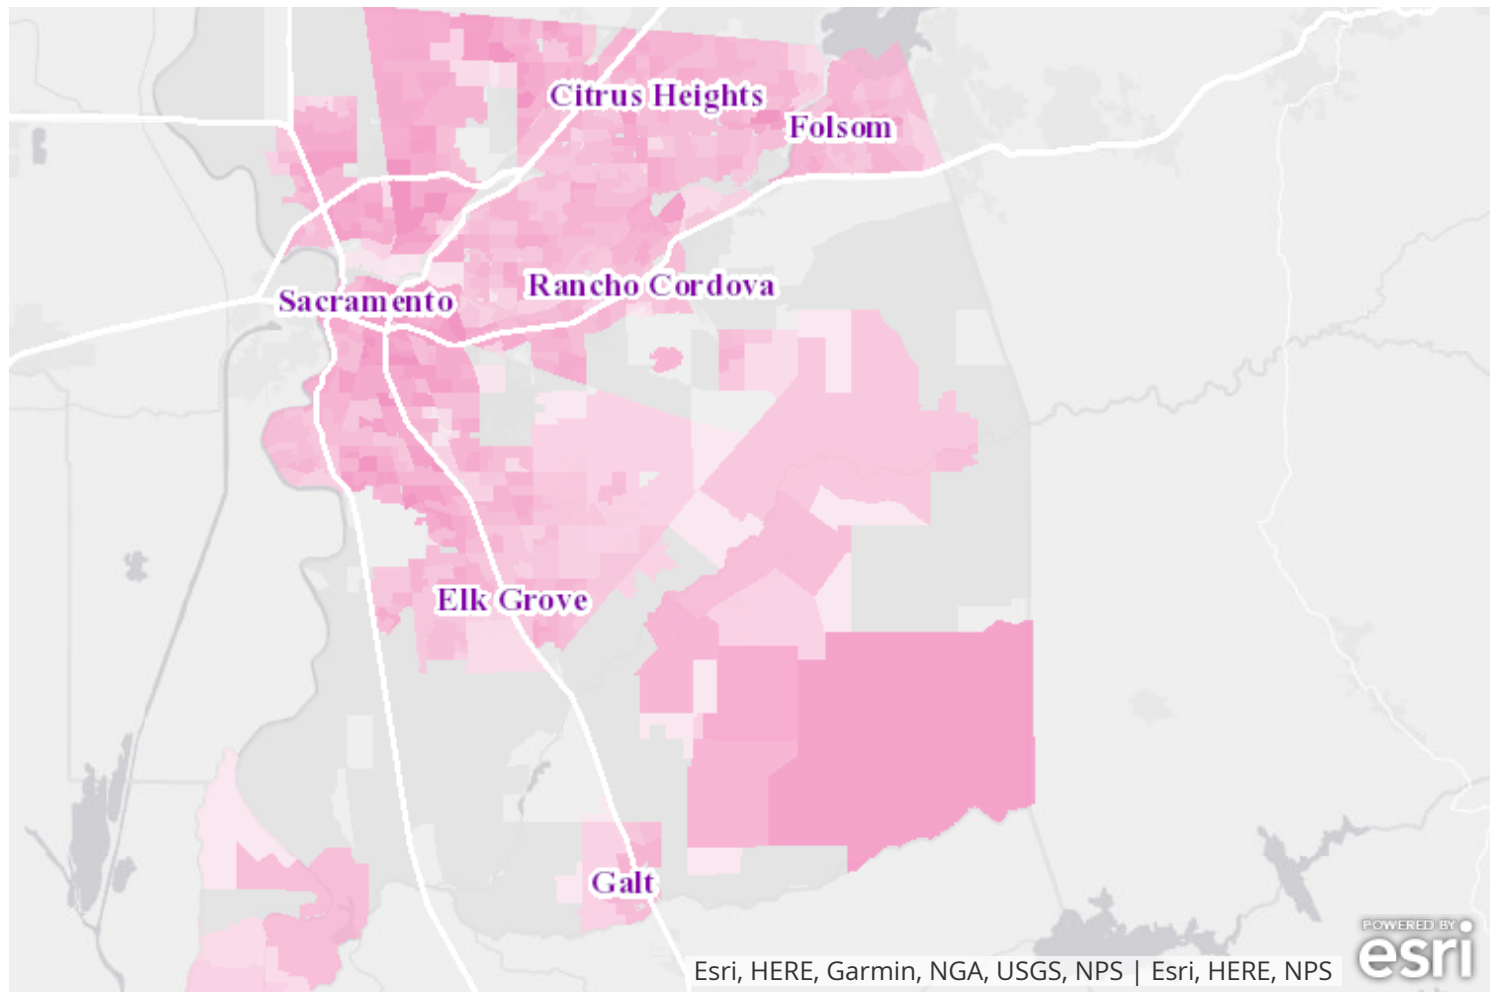 Citrus Heights
Folsom
Rancho Cordova
Sacramento
Elk Grove
Galt
POWERED BY
esri
Esri, HERE, Garmin, NGA, USGS, NPS | Esri, HERE, NPS